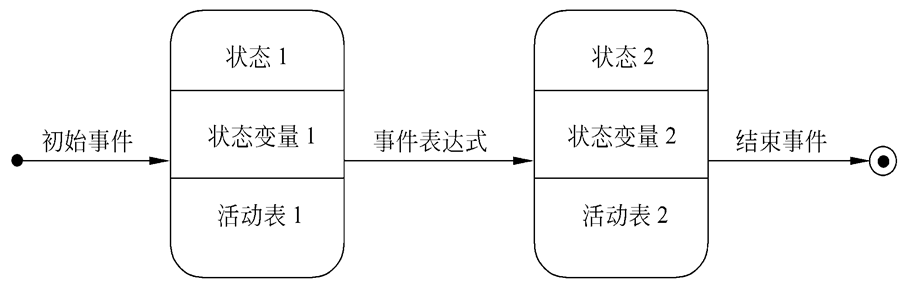 状态 1
状态 2
初始事件
状态变量 1
事件表达式
状态变量 2
结束事件
活动表 1
活动表 2